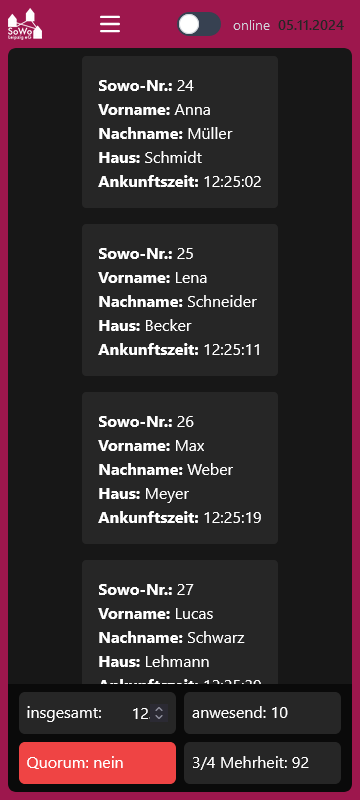 SoWo
Leipzig e.G.
online 05.11.2024
Sowo-Nr.: 24
Vorname: Anna
Nachname: Müller
Haus: Schmidt
Ankunftszeit: 12:25:02
Sowo-Nr.: 25
Vorname: Lena
Nachname: Schneider
Haus: Becker
Ankunftszeit: 12:25:11
Sowo-Nr.: 26
Vorname: Max
Nachname: Weber
Haus: Meyer
Ankunftszeit: 12:25:19
Sowo-Nr.: 27
Vorname: Lucas
Nachname: Schwarz
Haus: Lehmann
insgesamt: 12
anwesend: 10
Quorum: nein
3/4 Mehrheit: 92